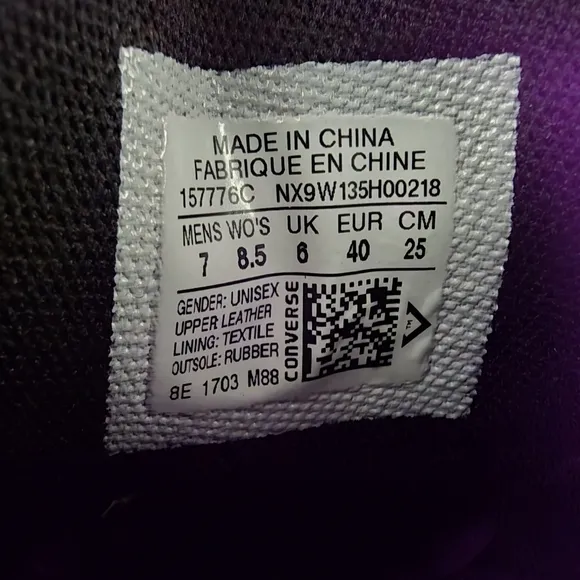 MADE IN CHINA
FABRIQUE EN CHINE
157776C NX9W135H00218
MENS WO'S UK EUR CM
7 8.5 6 40 25
GENDER: UNISEX
UPPER: LEATHER
LINING: TEXTILE
OUTSOLE: RUBBER
8E 1703 M88
CONVERSE
TM